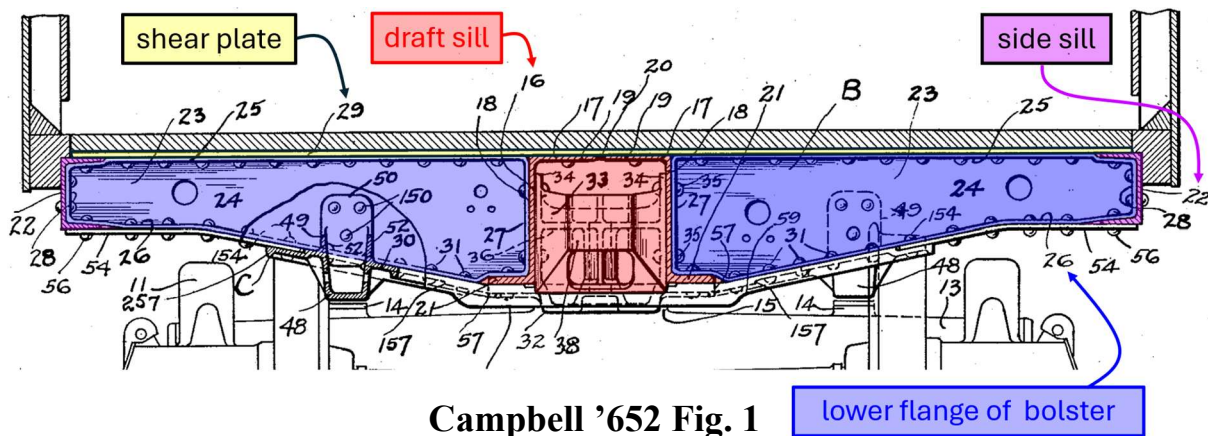 shear plate
draft sill
side sill
16
20
18 17 19 19 17 18 21 B 23
23 25 29 25
34 33 34
50 35
24 150 27 24 22
22 49 52 27 59 49 154
28 52 30 31 36 35 57 31 28
56 54 26 154 26 54 56
11
257 C 14 21 15 14 48 13
48 157 57 32 38 157
Campbell ’652 Fig. 1
lower flange of bolster